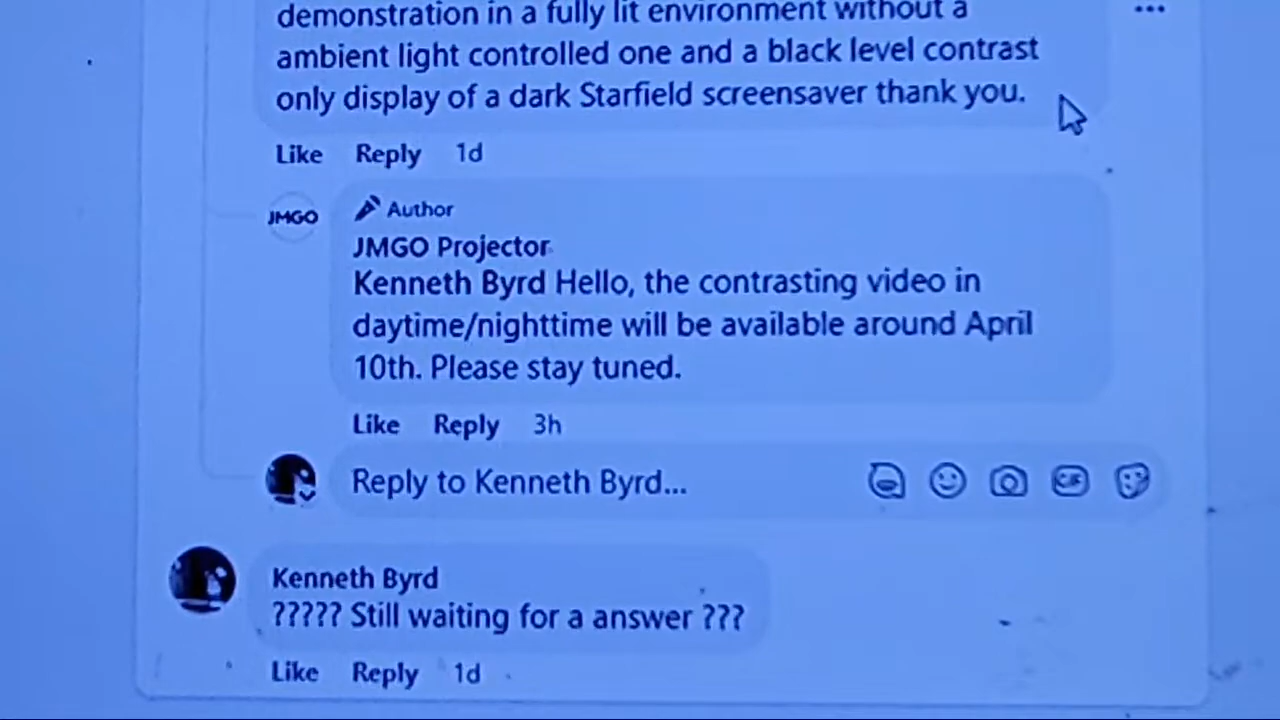 demonstration in a fully lit environment without a
ambient light controlled one and a black level contrast
only display of a dark Starfield screensaver thank you.
Like Reply 1d
JMGO
Author
JMGO Projector
Kenneth Byrd Hello, the contrasting video in
daytime/nighttime will be available around April
10th. Please stay tuned.
Like Reply 3h
Reply to Kenneth Byrd...
GIF
Kenneth Byrd
????? Still waiting for a answer ???
Like Reply 1d